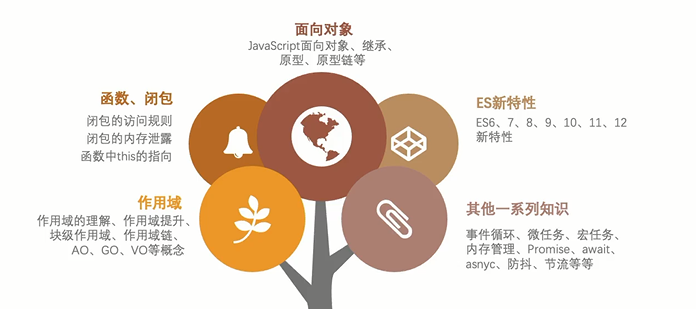 面向对象
JavaScript面向对象、继承、
原型、原型链等
函数、闭包
闭包的访问规则
闭包的内存泄露
函数中this的指向
ES新特性
ES6、7、8、9、10、11、12
新特性
作用域
作用域的理解、作用域提升、
块级作用域、作用域链、
AO、GO、VO等概念
其他一系列知识
事件循环、微任务、宏任务、
内存管理、Promise、await、
asnyc、防抖、节流等等